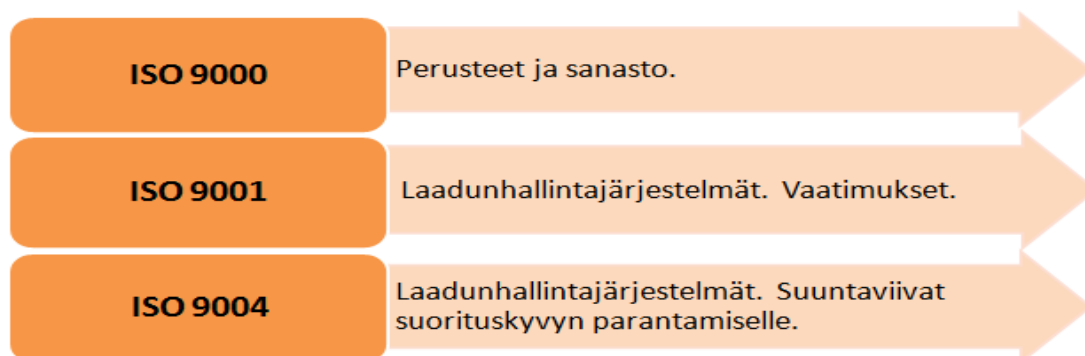 ISO 9000
Perusteet ja sanasto.
ISO 9001
Laadunhallintajärjestelmät. Vaatimukset.
ISO 9004
Laadunhallintajärjestelmät. Suuntaviivat
suorituskyvyn parantamiselle.